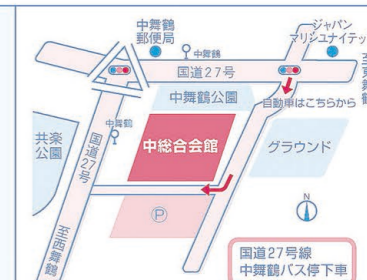 中舞鶴
郵便局
中舞鶴
ジャパン
マリンユナイテッド
至東舞鶴
国道27号
中舞鶴公園
自動車はこちらから
共楽
公園
国道27号
中舞鶴
中総合会館
グラウンド
P
N
至西舞鶴
国道27号線
中舞鶴バス停下車